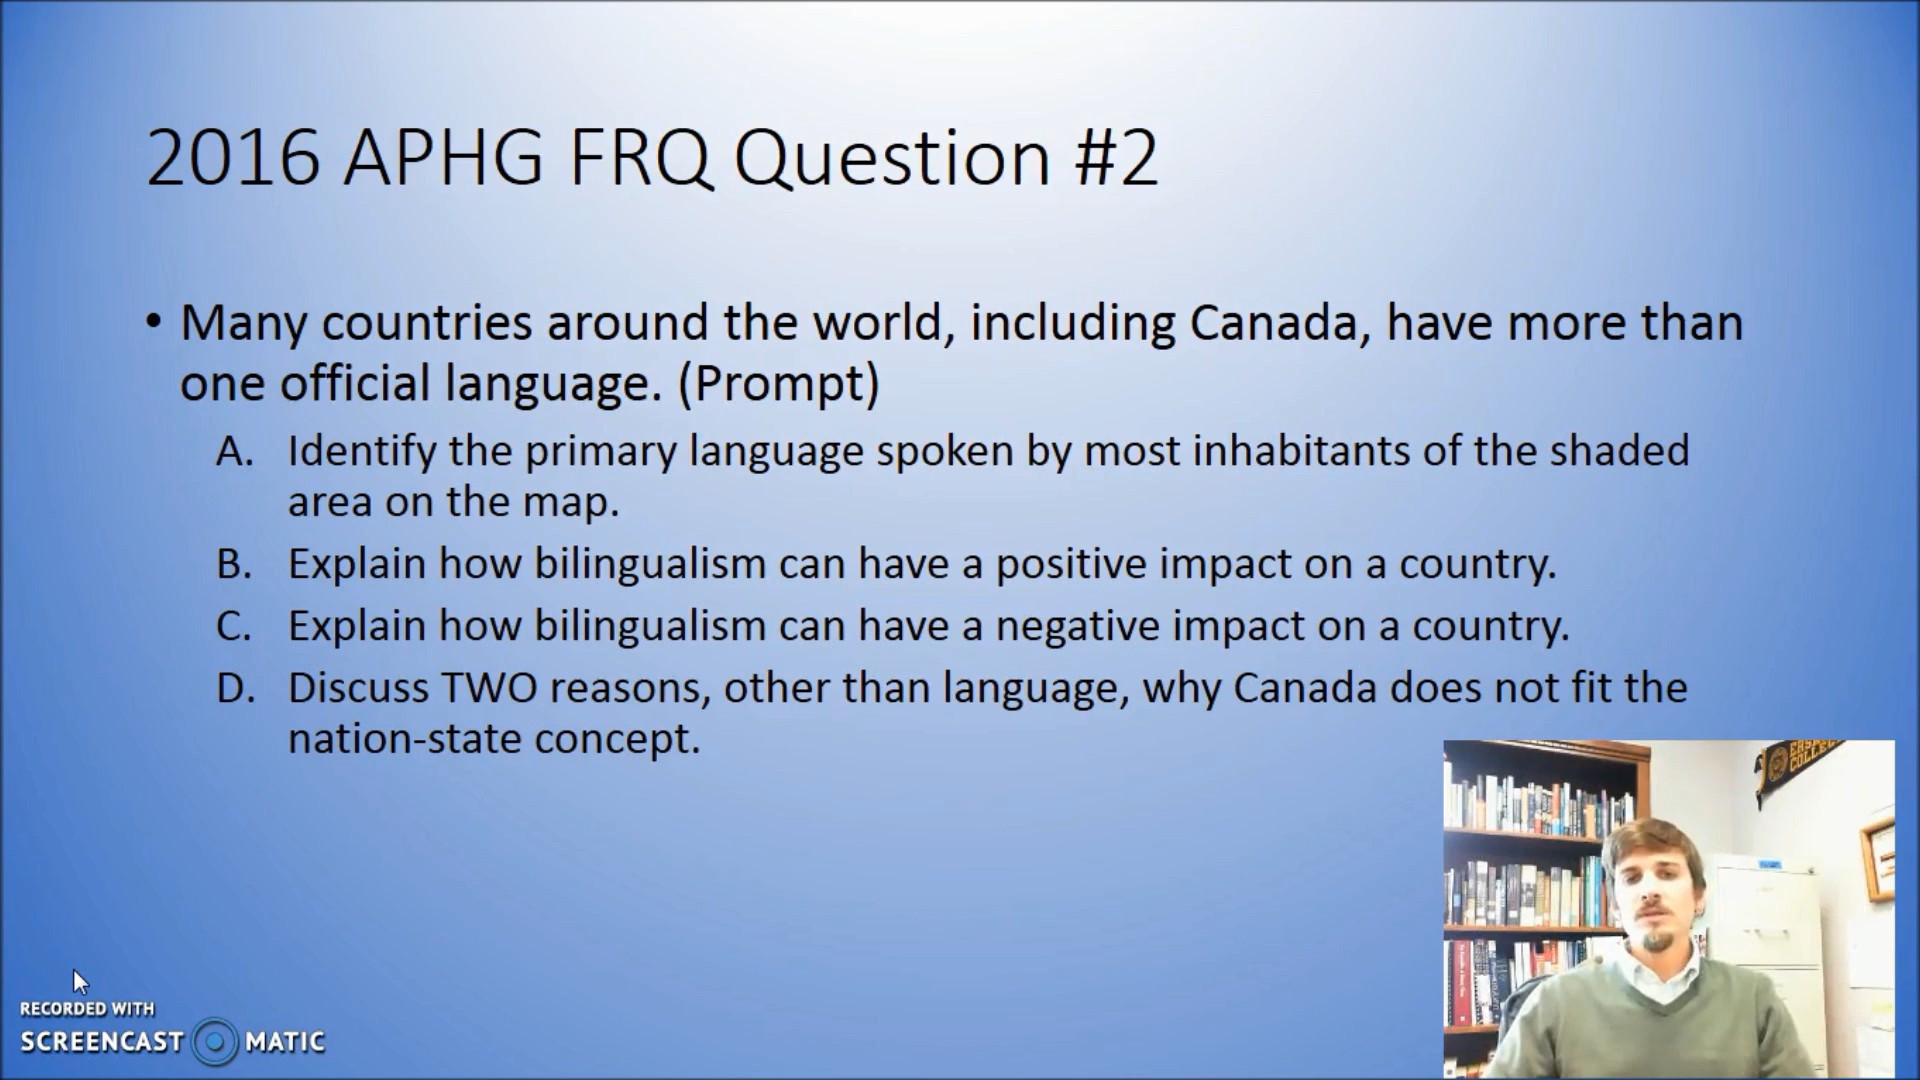 2016 APHG FRQ Question #2
• Many countries around the world, including Canada, have more than
one official language. (Prompt)
A. Identify the primary language spoken by most inhabitants of the shaded
area on the map.
B. Explain how bilingualism can have a positive impact on a country.
C. Explain how bilingualism can have a negative impact on a country.
D. Discuss TWO reasons, other than language, why Canada does not fit the
nation-state concept.
RECORDED WITH
SCREENCAST MATIC